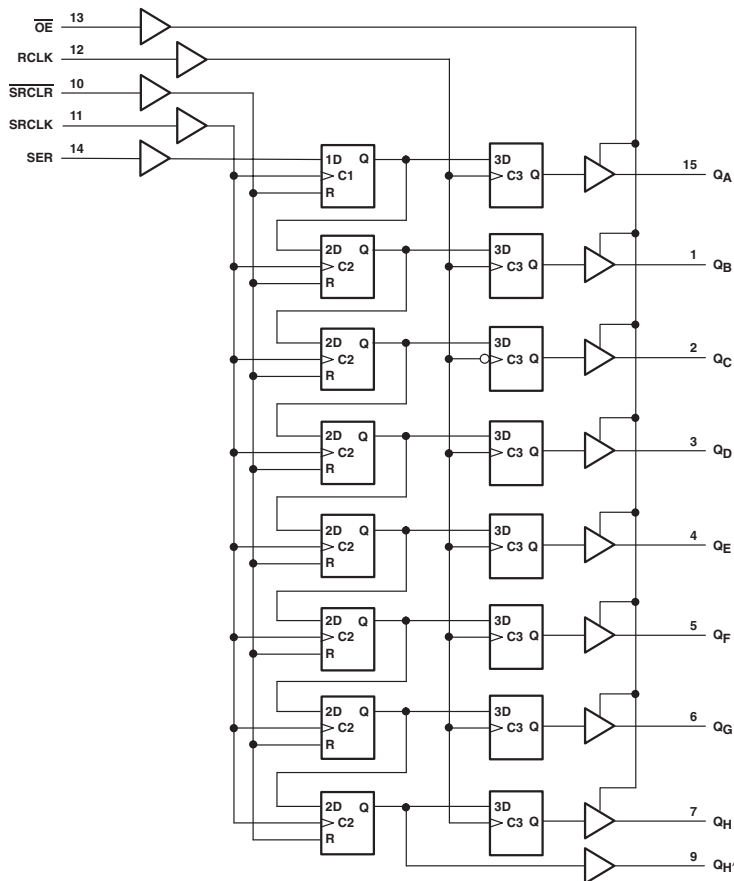 OE 13
RCLK 12
SRCLR 10
SRCLK 11
SER 14
1D Q 3D
C1 C3 Q 15 QA
R
2D Q 3D
C2 C3 Q 1 QB
R
2D Q 3D
C2 C3 Q 2 QC
R
2D Q 3D
C2 C3 Q 3 QD
R
2D Q 3D
C2 C3 Q 4 QE
R
2D Q 3D
C2 C3 Q 5 QF
R
2D Q 3D
C2 C3 Q 6 QG
R
2D Q 3D
C2 C3 Q 7 QH
R
9 QH'